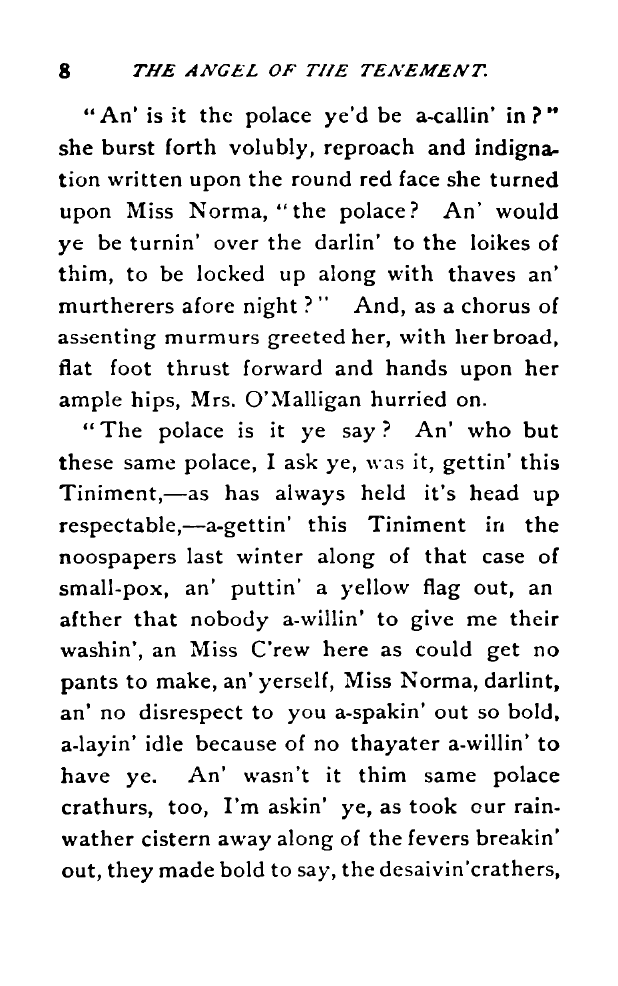 8 THE ANGEL OF THE TENEMENT.
“An’ is it the polace ye’d be a-callin’ in?”
she burst forth volubly, reproach and indigna-
tion written upon the round red face she turned
upon Miss Norma, “the polace? An’ would
ye be turnin’ over the darlin’ to the loikes of
thim, to be locked up along with thaves an’
murtherers afore night?” And, as a chorus of
assenting murmurs greeted her, with her broad,
flat foot thrust forward and hands upon her
ample hips, Mrs. O’Malligan hurried on.
“The polace is it ye say? An’ who but
these same polace, I ask ye, was it, gettin’ this
Tiniment,—as has always held it’s head up
respectable,—a-gettin’ this Tiniment in the
noospapers last winter along of that case of
small-pox, an’ puttin’ a yellow flag out, an
afther that nobody a-willin’ to give me their
washin’, an Miss C’rew here as could get no
pants to make, an’ yerself, Miss Norma, darlint,
an’ no disrespect to you a-spakin’ out so bold,
a-layin’ idle because of no thayater a-willin’ to
have ye. An’ wasn’t it thim same polace
crathurs, too, I’m askin’ ye, as took our rain-
wather cistern away along of the fevers breakin’
out, they made bold to say, the desaivin’ crathers,